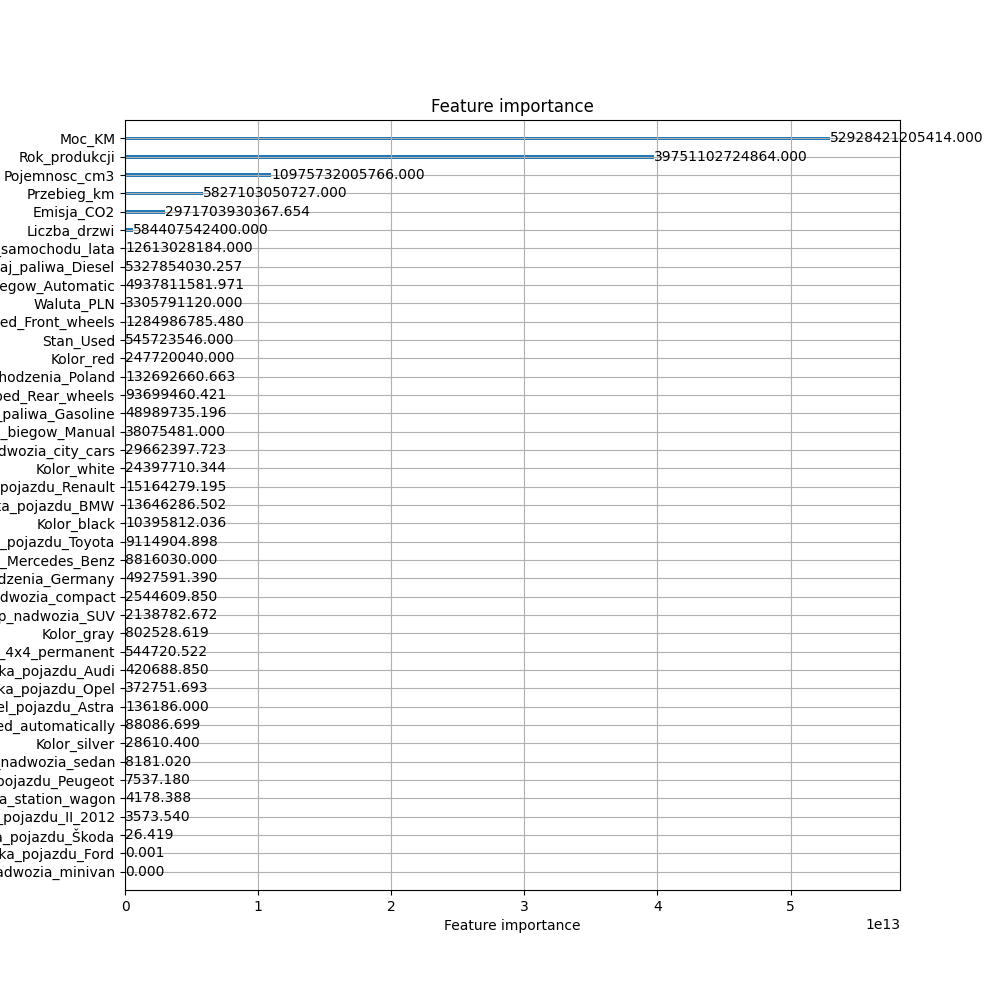 Feature importance
Moc_KM 52928421205414.000
Rok_produkcji 39751102724864.000
Pojemnosc_cm3 10975732005766.000
Przebieg_km 5827103050727.000
Emisja_CO2 2971703930367.654
Liczba_drzwi 584407542400.000
_samochodu_lata 12613028184.000
aj_paliwa_Diesel 5327854030.257
egow_Automatic 4937811581.971
Waluta_PLN 3305791120.000
ed_Front_wheels 1284986785.480
Stan_Used 545723546.000
Kolor_red 247720040.000
hodzenia_Poland 132692660.663
ped_Rear_wheels 93699460.421
_paliwa_Gasoline 48989735.196
_biegow_Manual 38075481.000
dwozia_city_cars 29662397.723
Kolor_white 24397710.344
pojazdu_Renault 15164279.195
ka_pojazdu_BMW 13646286.502
Kolor_black 10395812.036
_pojazdu_Toyota 9114904.898
_Mercedes_Benz 8816030.000
dzenia_Germany 4927591.390
dwozia_compact 2544609.850
p_nadwozia_SUV 2138782.672
Kolor_gray 802528.619
_4x4_permanent 544720.522
ka_pojazdu_Audi 420688.850
ka_pojazdu_Opel 372751.693
el_pojazdu_Astra 136186.000
ed_automatically 88086.699
Kolor_silver 28610.400
_nadwozia_sedan 8181.020
pojazdu_Peugeot 7537.180
a_station_wagon 4178.388
_pojazdu_II_2012 3573.540
a_pojazdu_Škoda 26.419
ka_pojazdu_Ford 0.001
adwozia_minivan 0.000
0 1 2 3 4 5
1e13
Feature importance